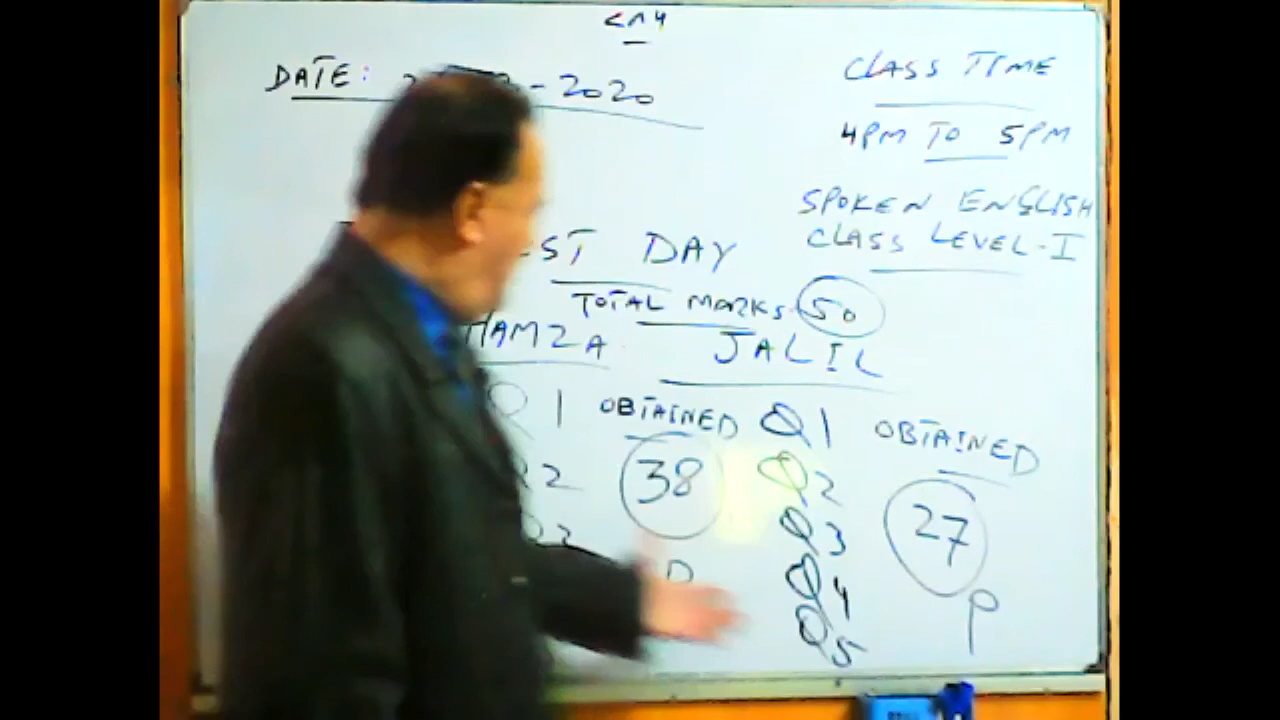 DATE: -2020
CLASS TIME
4PM TO 5PM
SPOKEN ENGLISH
CLASS LEVEL-I
DAY
TOTAL MARKS 50
HAMZA JALIL
Q 1 OBTAINED Q1 OBTAINED
2 38 Q2 27
Q3
Q4 P
Q5